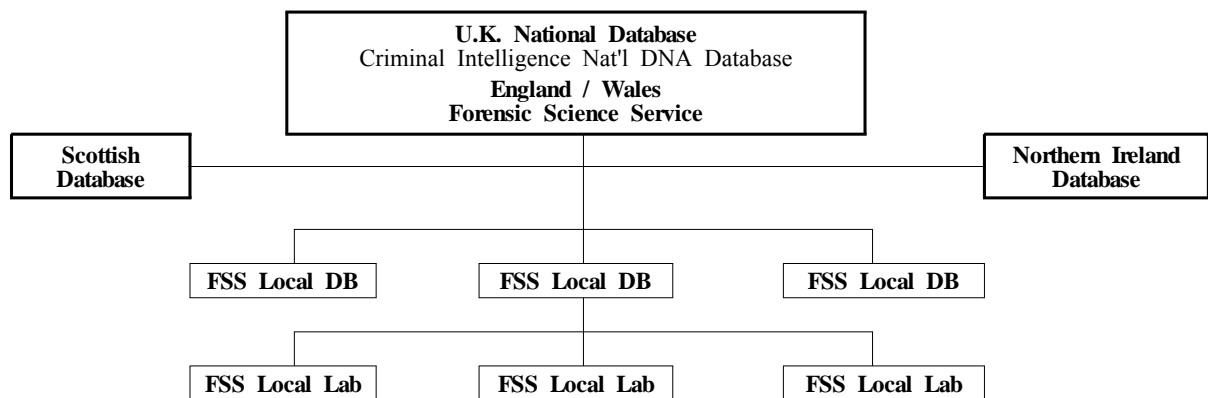 U.K. National Database
Criminal Intelligence Nat'l DNA Database
England / Wales
Forensic Science Service
Scottish
Database
Northern Ireland
Database
FSS Local DB
FSS Local DB
FSS Local DB
FSS Local Lab
FSS Local Lab
FSS Local Lab